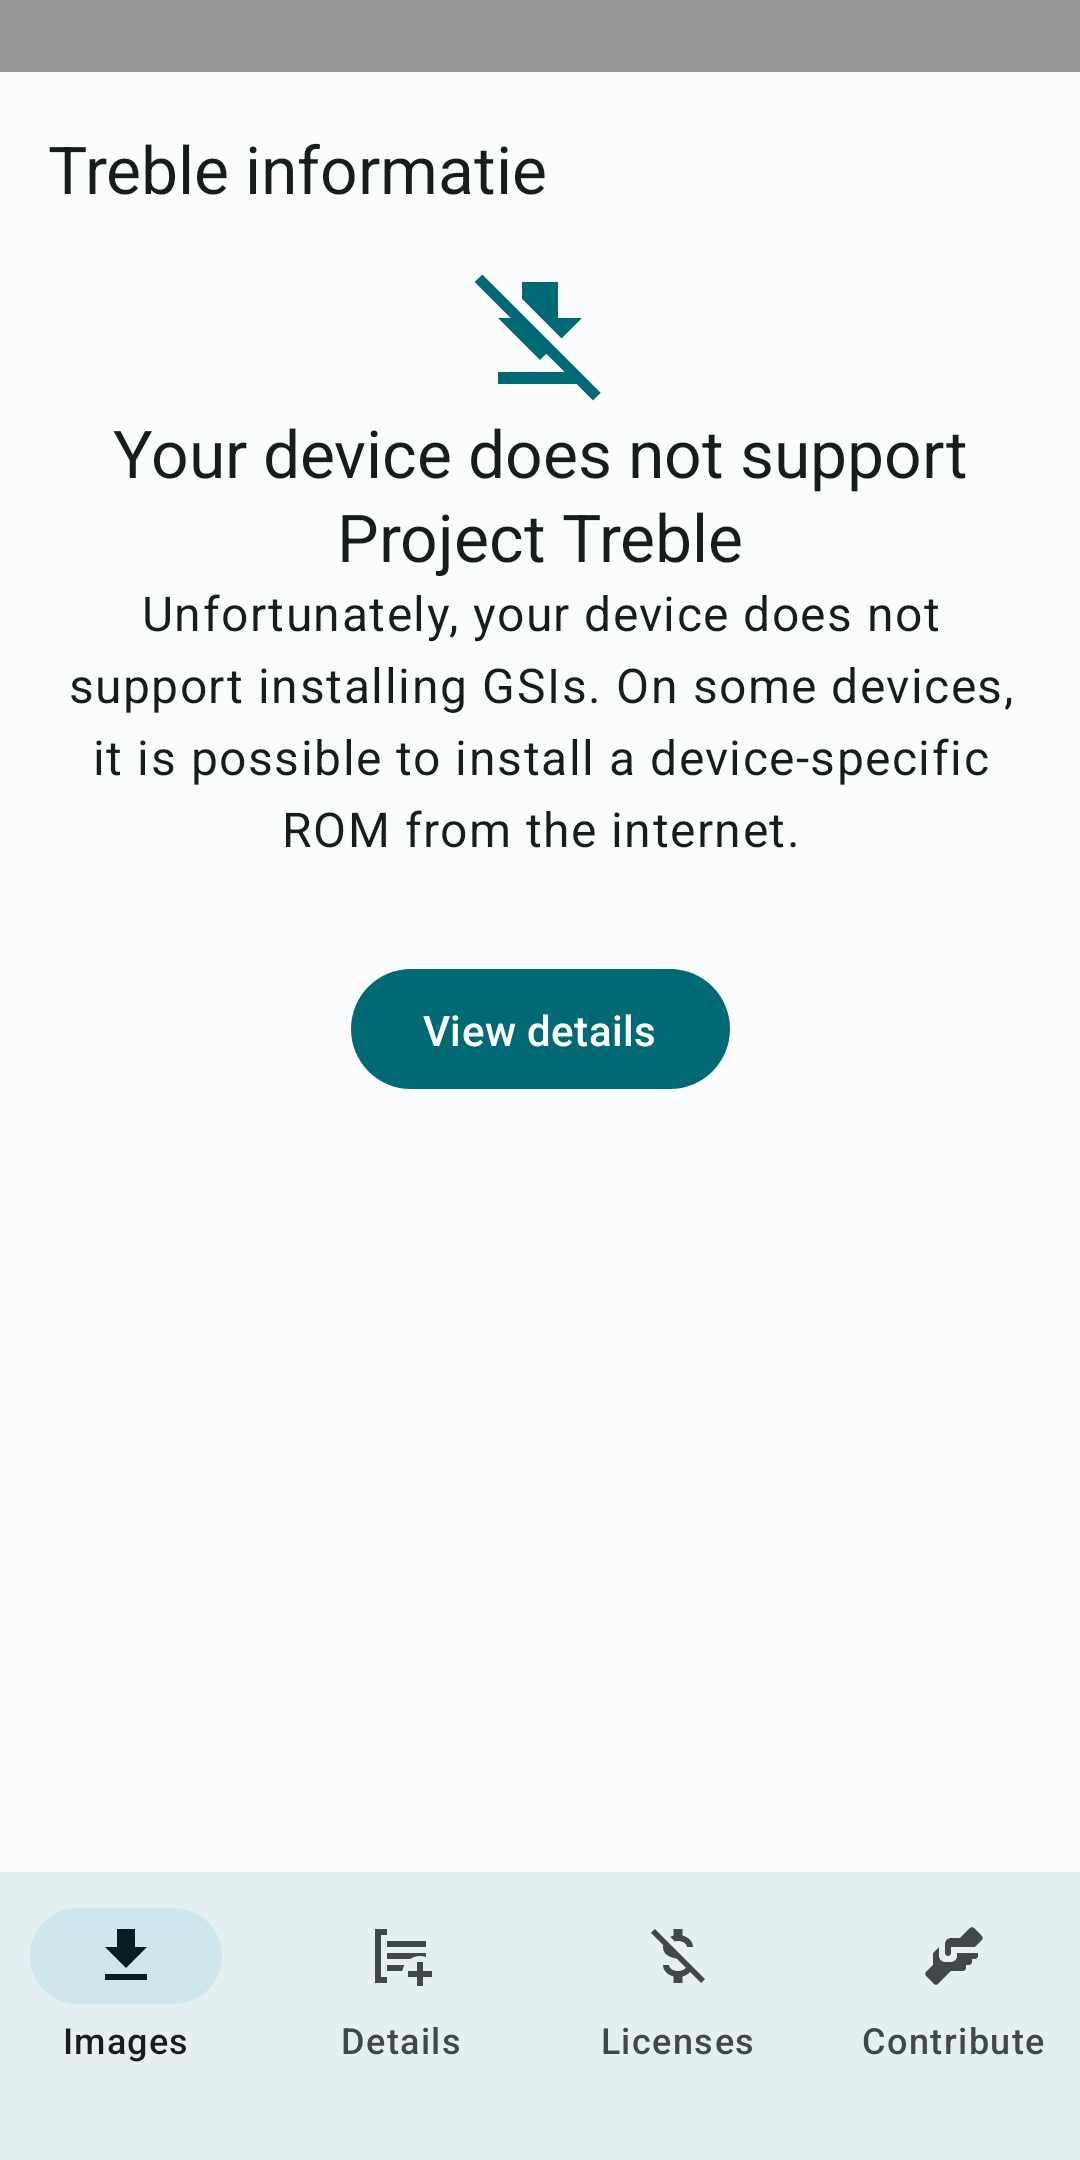 Treble informatie
Your device does not support
Project Treble
Unfortunately, your device does not
support installing GSIs. On some devices,
it is possible to install a device-specific
ROM from the internet.
View details
Images
Details
Licenses
Contribute